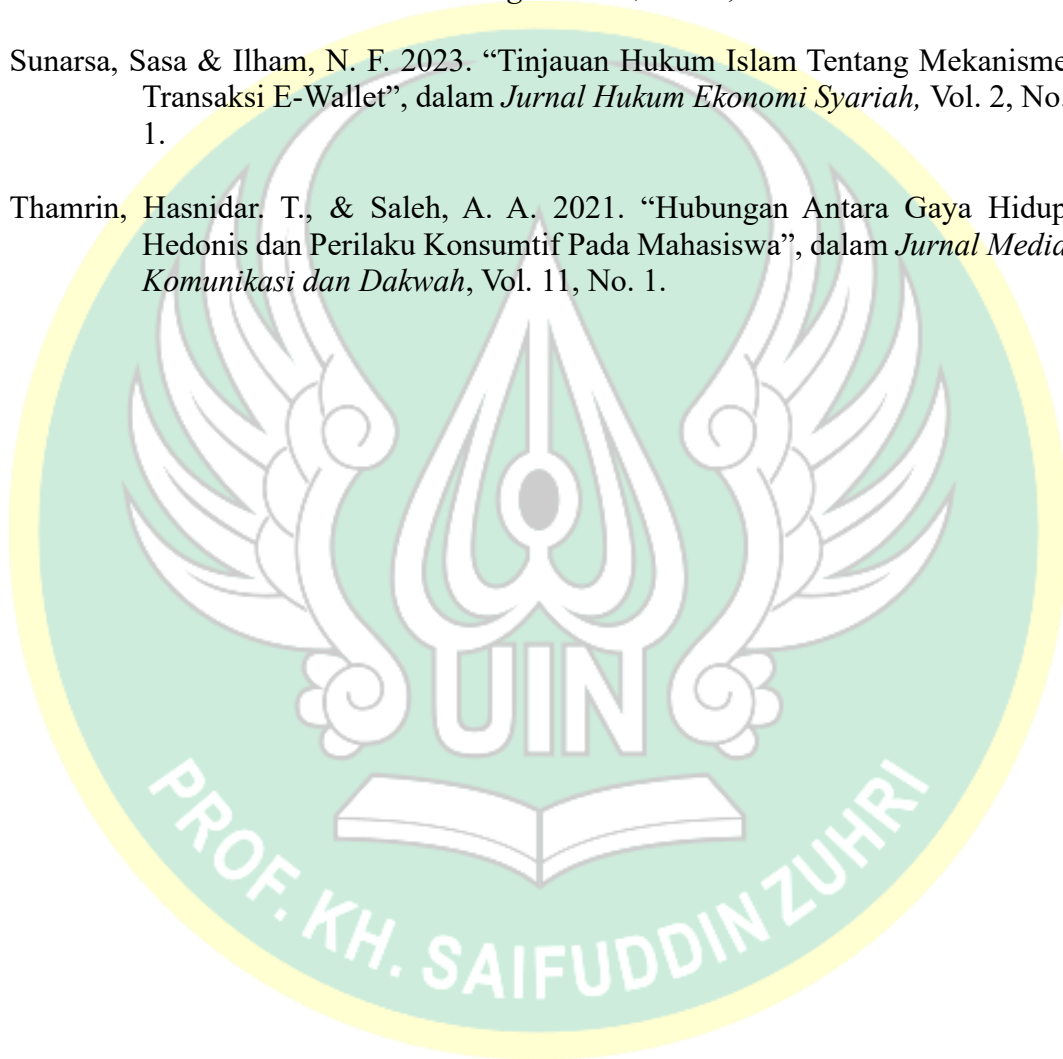 Sunarsa, Sasa & Ilham, N. F. 2023. “Tinjauan Hukum Islam Tentang Mekanisme
Transaksi E-Wallet”, dalam Jurnal Hukum Ekonomi Syariah, Vol. 2, No.
1.
Thamrin, Hasnidar. T., & Saleh, A. A. 2021. “Hubungan Antara Gaya Hidup
Hedonis dan Perilaku Konsumtif Pada Mahasiswa”, dalam Jurnal Media
Komunikasi dan Dakwah, Vol. 11, No. 1.
UIN
PROF. KH. SAIFUDDIN ZUHRI